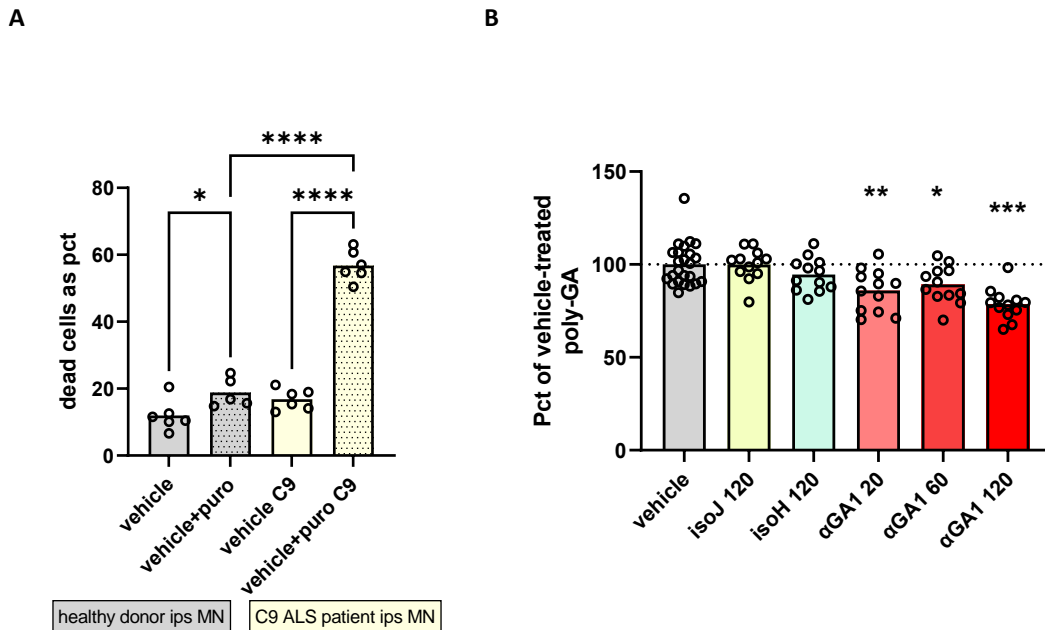 A
B
****
*
****
80
60
40
20
0
dead cells as pct
vehicle
vehicle+puro
vehicle C9
vehicle+puro C9
healthy donor ips MN
C9 ALS patient ips MN
150
100
50
0
Pct of vehicle-treated
poly-GA
**
*
***
vehicle
isoJ 120
isoH 120
αGA1 20
αGA1 60
αGA1 120